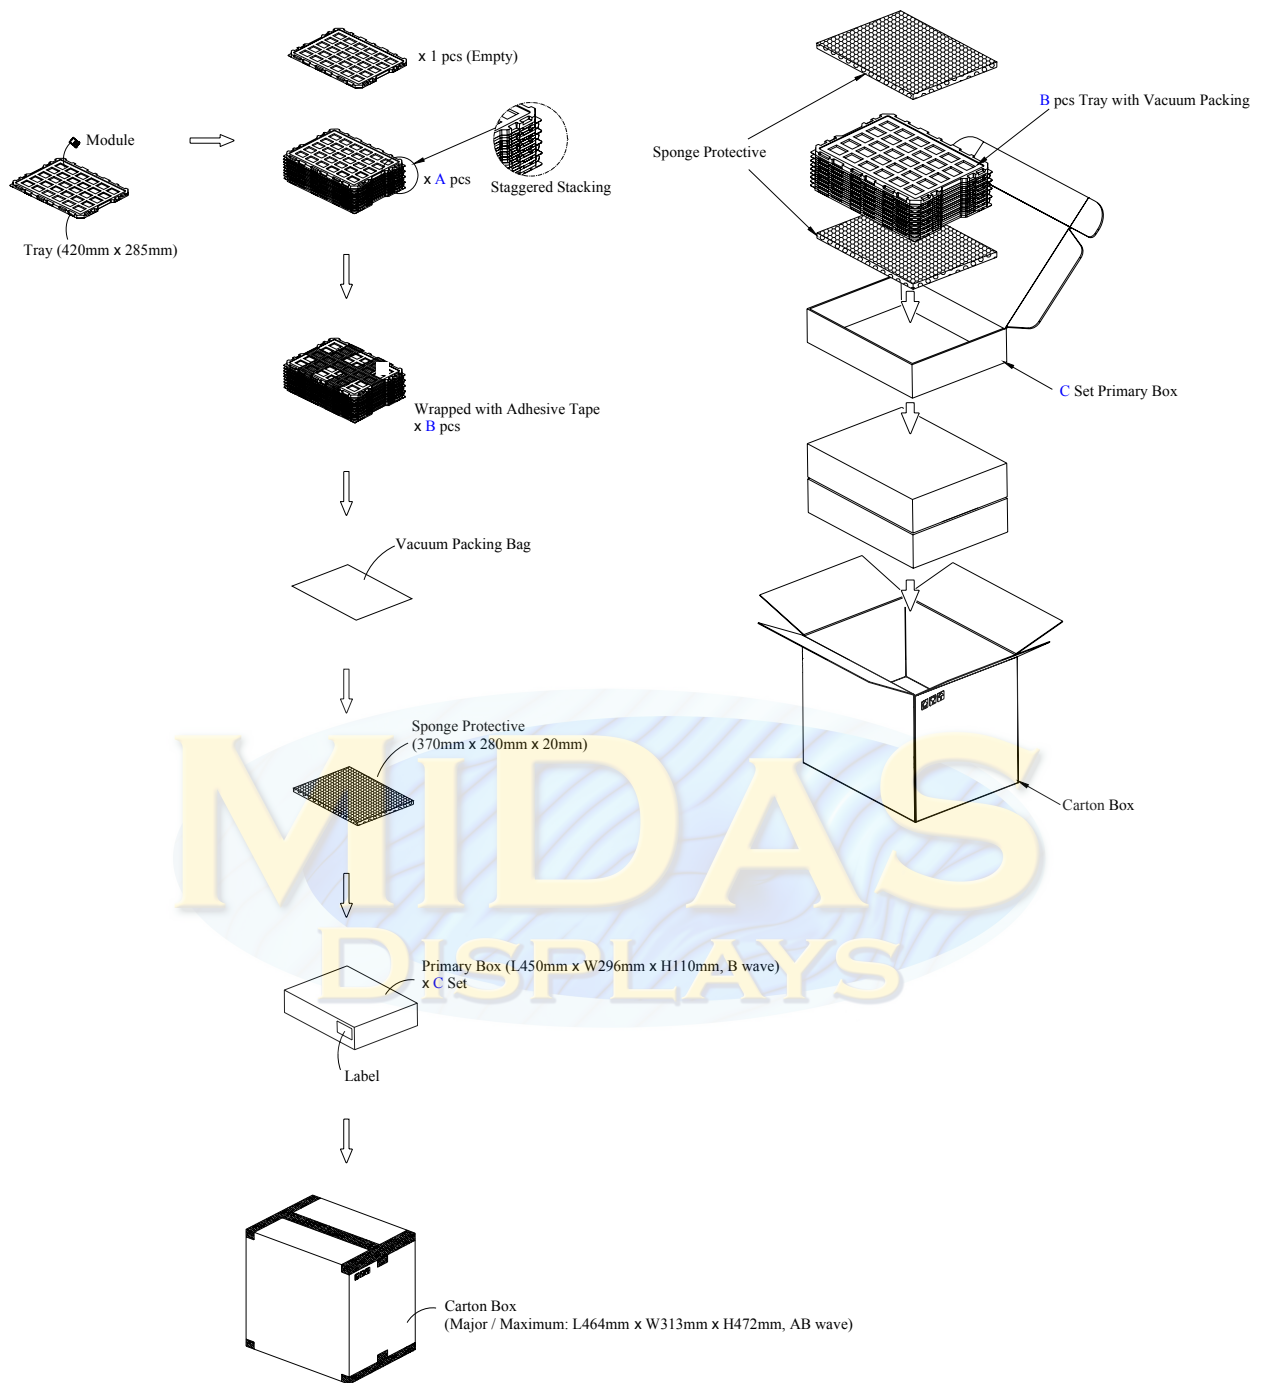 x 1 pcs (Empty)
Module
x A pcs
Staggered Stacking
Tray (420mm x 285mm)
Wrapped with Adhesive Tape
x B pcs
Vacuum Packing Bag
Sponge Protective
(370mm x 280mm x 20mm)
Primary Box (L450mm x W296mm x H110mm, B wave)
x C Set
Label
Carton Box
(Major / Maximum: L464mm x W313mm x H472mm, AB wave)
B pcs Tray with Vacuum Packing
Sponge Protective
C Set Primary Box
Carton Box
MIDAS
DISPLAYS